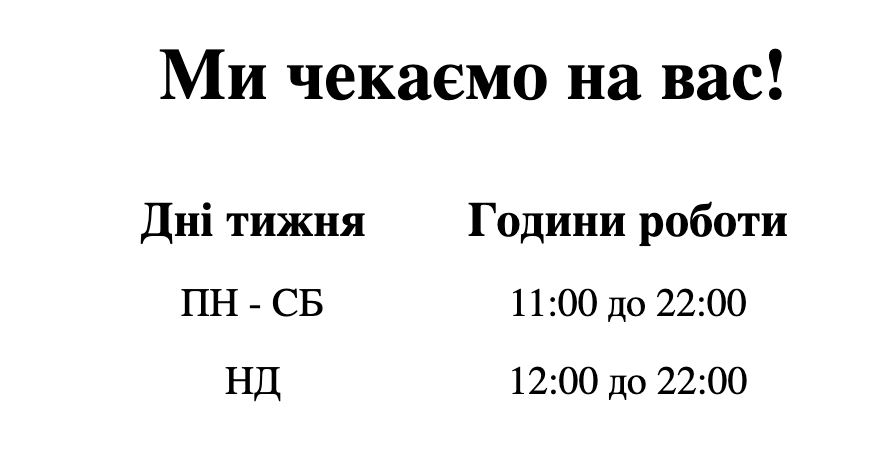 Ми чекаємо на вас!
Дні тижня Години роботи
ПН - СБ 11:00 до 22:00
НД 12:00 до 22:00